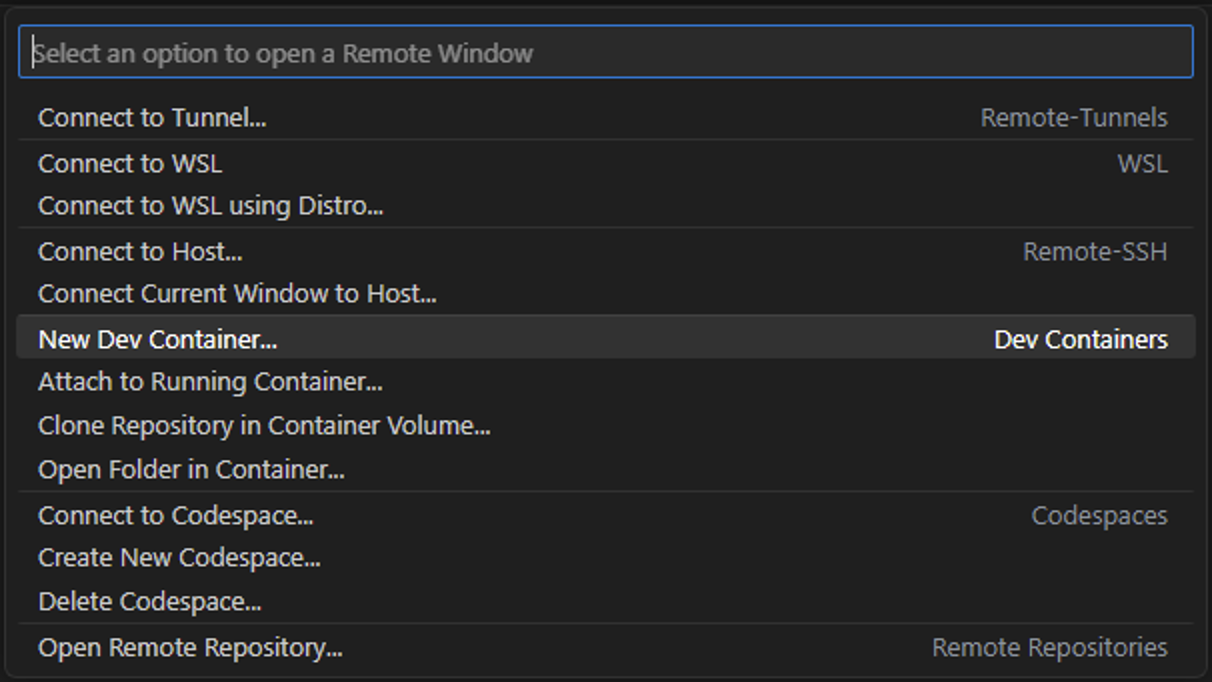 Select an option to open a Remote Window
Connect to Tunnel... Remote-Tunnels
Connect to WSL WSL
Connect to WSL using Distro...
Connect to Host... Remote-SSH
Connect Current Window to Host...
New Dev Container... Dev Containers
Attach to Running Container...
Clone Repository in Container Volume...
Open Folder in Container...
Connect to Codespace... Codespaces
Create New Codespace...
Delete Codespace...
Open Remote Repository... Remote Repositories